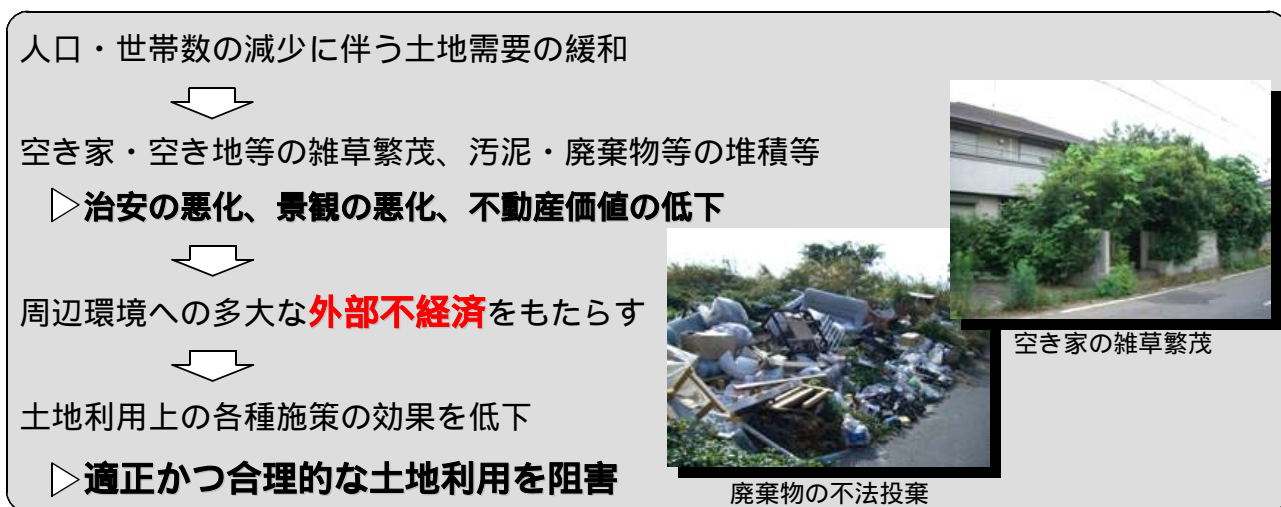 人口・世帯数の減少に伴う土地需要の緩和
空き家・空き地等の雑草繁茂、汚泥・廃棄物等の堆積等
▷治安の悪化、景観の悪化、不動産価値の低下
周辺環境への多大な外部不経済をもたらす
土地利用上の各種施策の効果を低下
▷適正かつ合理的な土地利用を阻害
空き家の雑草繁茂
廃棄物の不法投棄